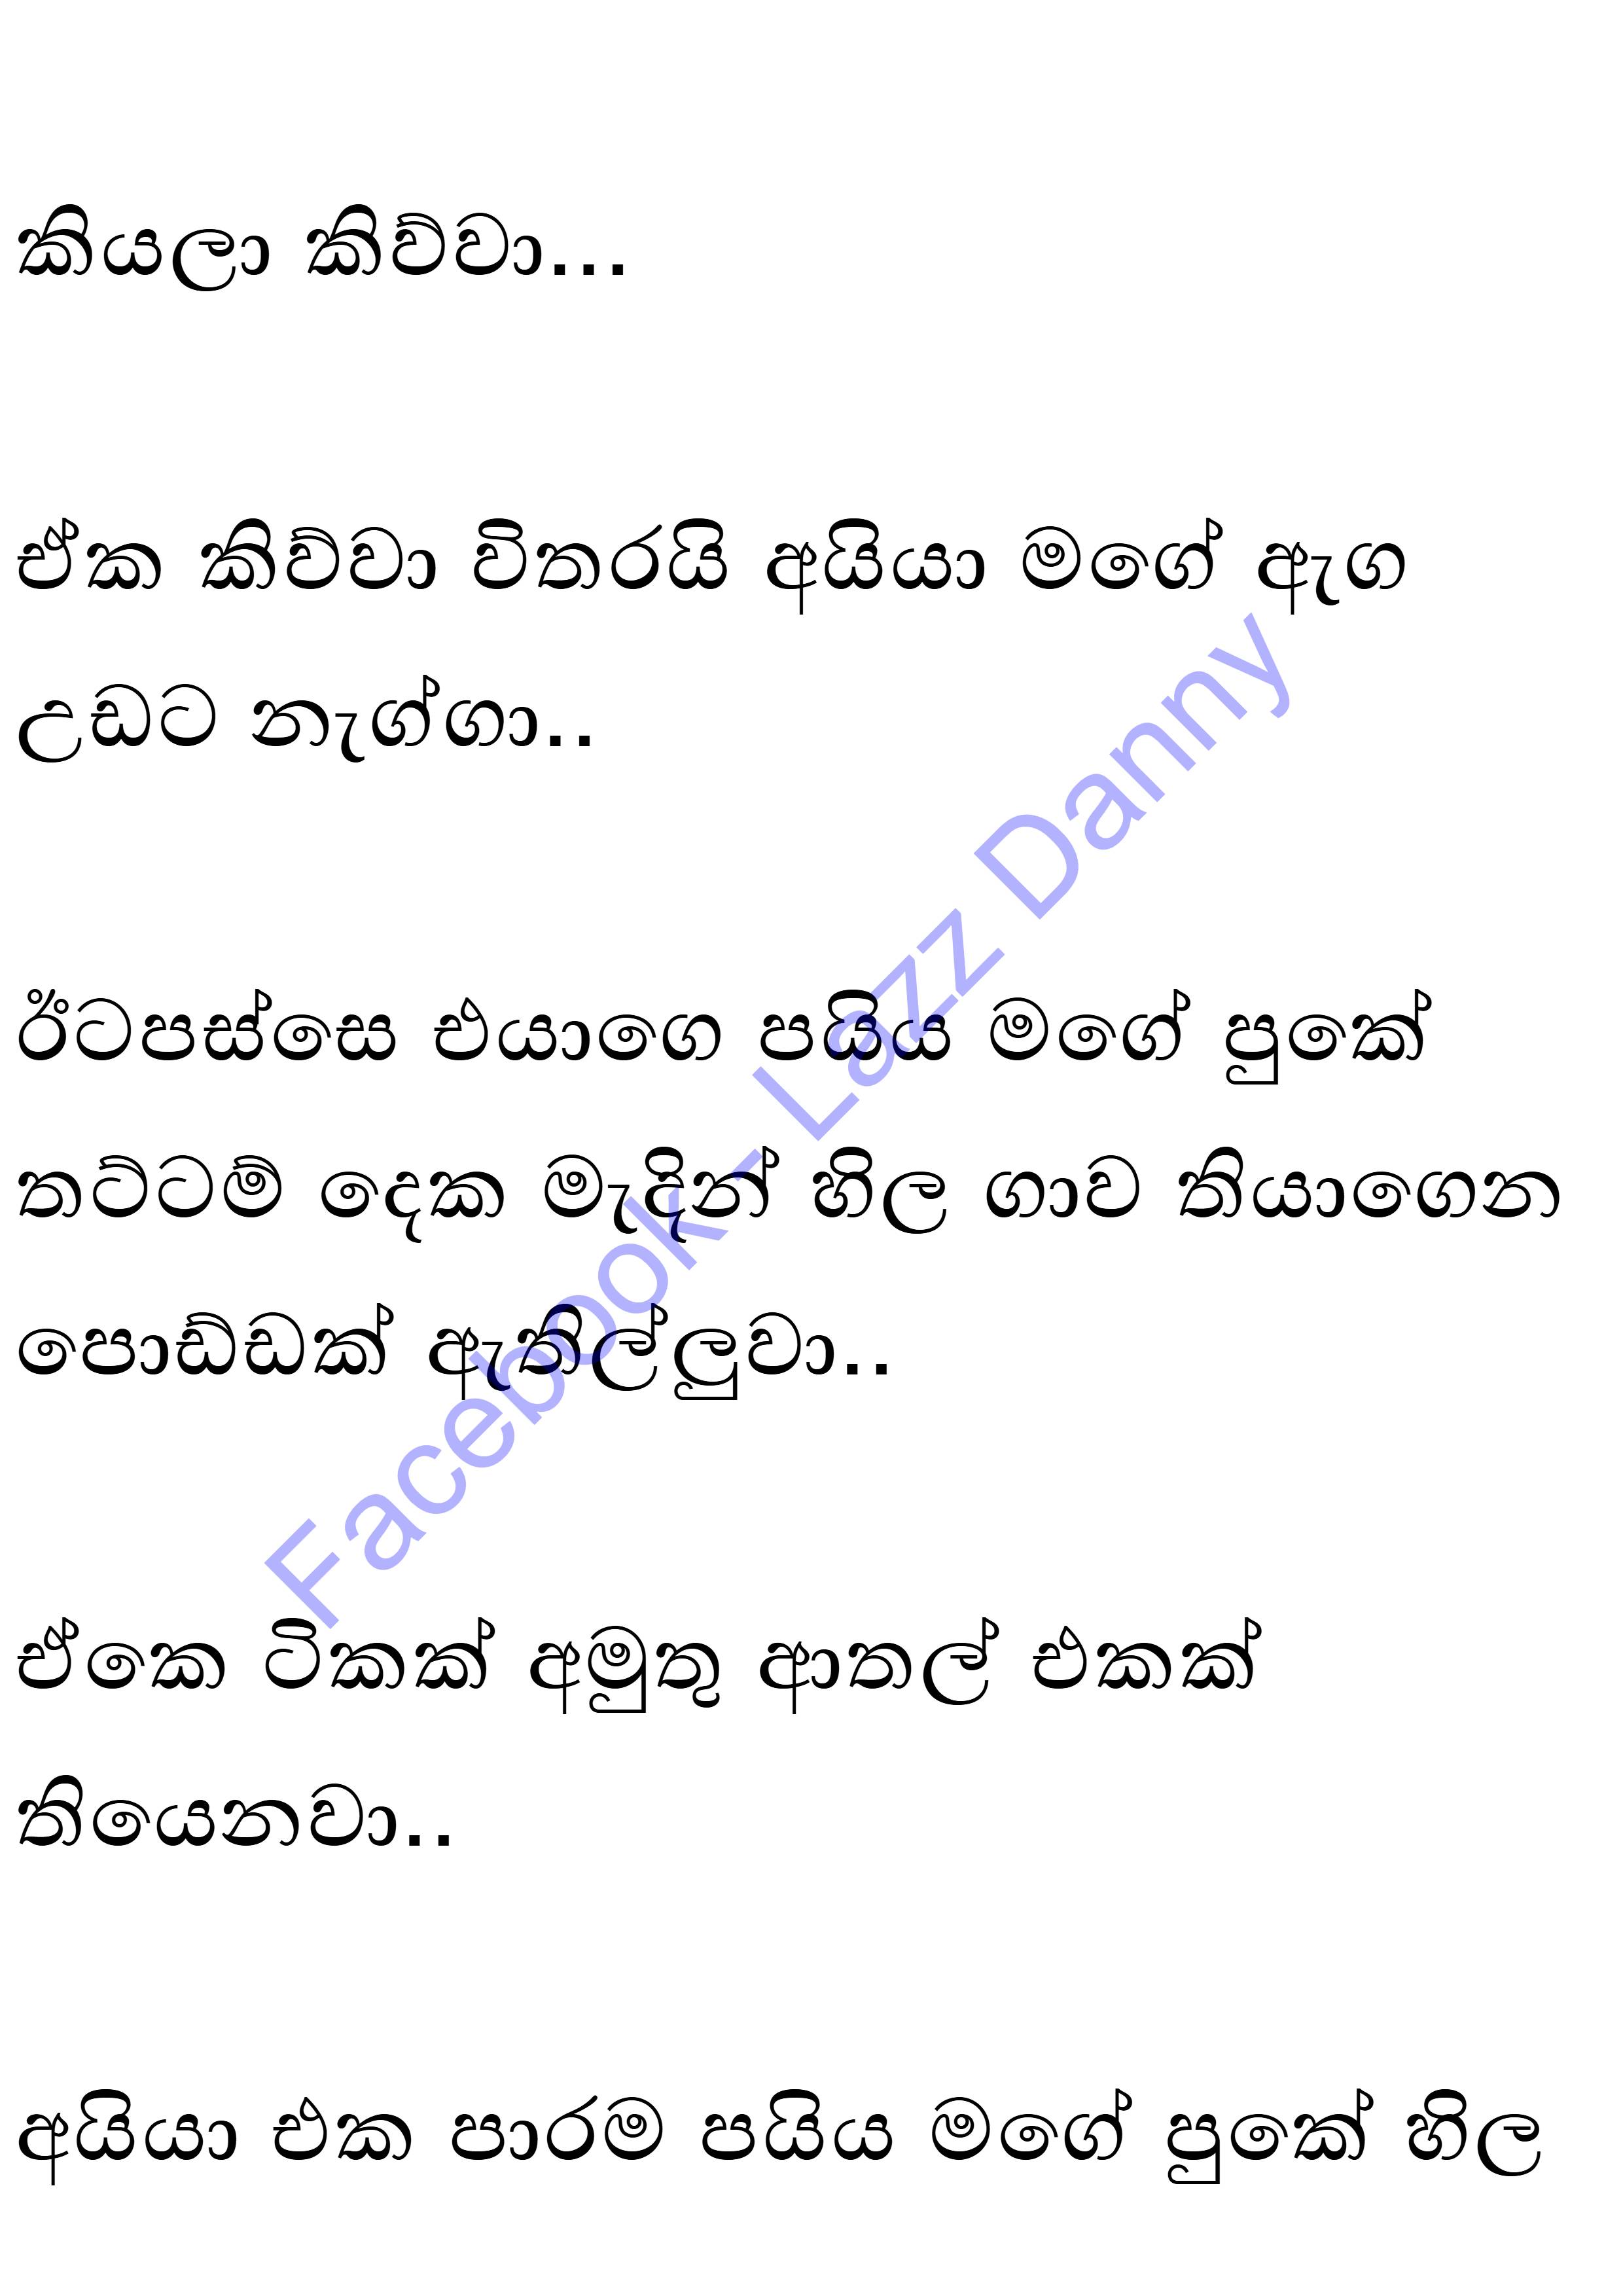 කියලා කිව්වා...
ඒක කිව්වා විතරයි අයියා මගේ ඇග
උඩට නැග්ගා..
ඊටපස්සෙ එයාගෙ පයිය මගේ පුකේ
තට්ටම් දෙක මැදින් හිල ගාව තියාගෙන
පොඩ්ඩක් ඇතිල්ලුවා..
ඒකෙ ටිකක් අමුතු ආතල් එකක්
තියෙනවා..
අයියා එක පාරම පයිය මගේ පුකේ හිල
Facebook - Lazz Danny